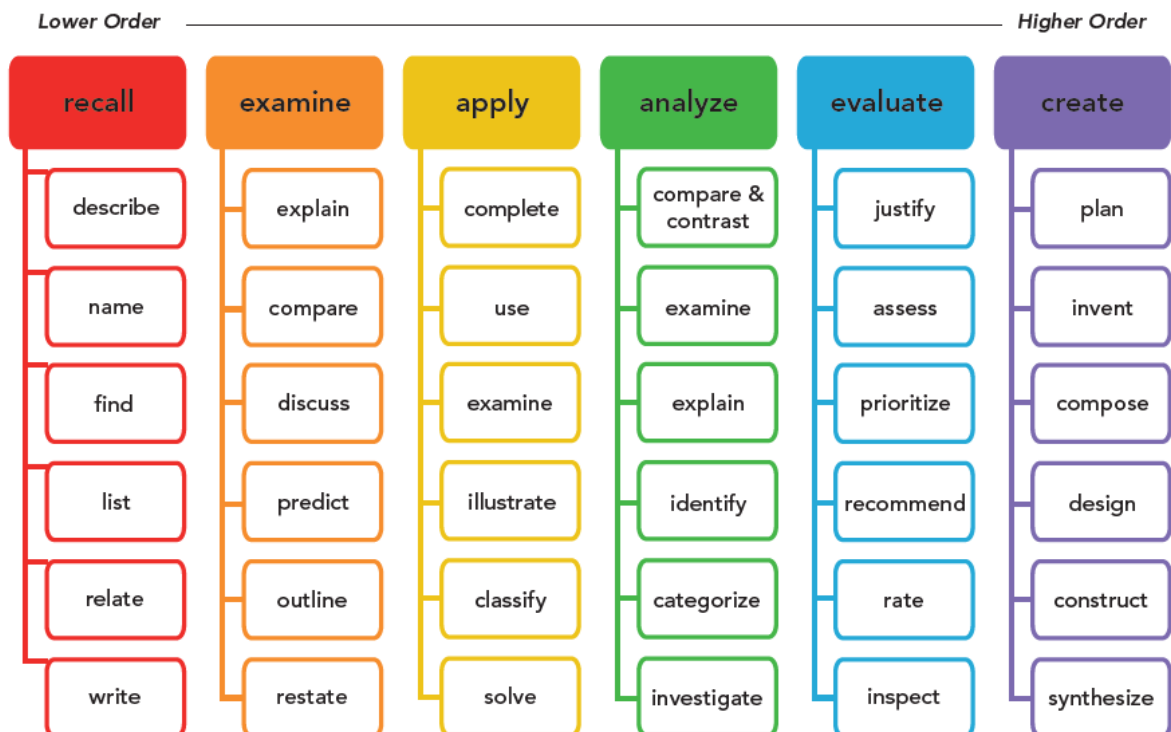 Lower Order
Higher Order
recall
examine
apply
analyze
evaluate
create
describe
explain
complete
compare &
contrast
justify
plan
name
compare
use
examine
assess
invent
find
discuss
examine
explain
prioritize
compose
list
predict
illustrate
identify
recommend
design
relate
outline
classify
categorize
rate
construct
write
restate
solve
investigate
inspect
synthesize